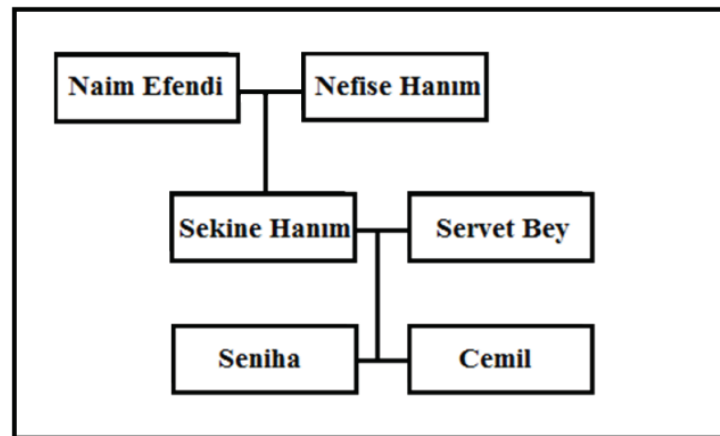 Naim Efendi
Nefise Hanım
Sekine Hanım
Servet Bey
Seniha
Cemil